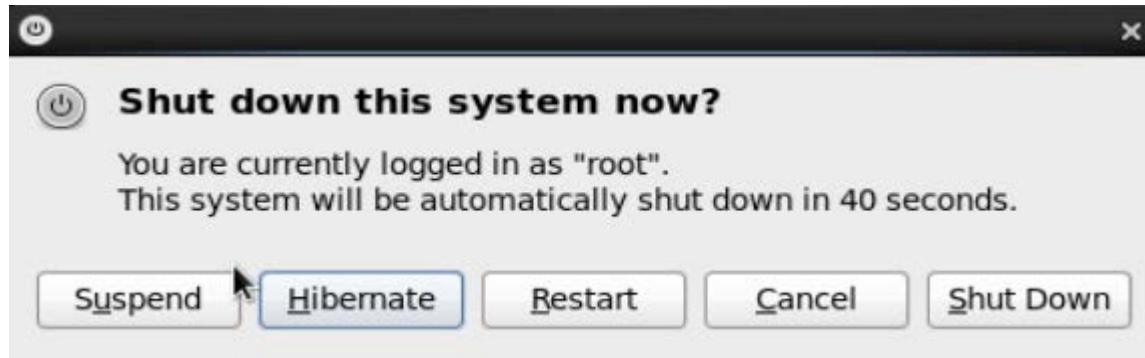 Shut down this system now?
You are currently logged in as "root".
This system will be automatically shut down in 40 seconds.
Suspend Hibernate Restart Cancel Shut Down